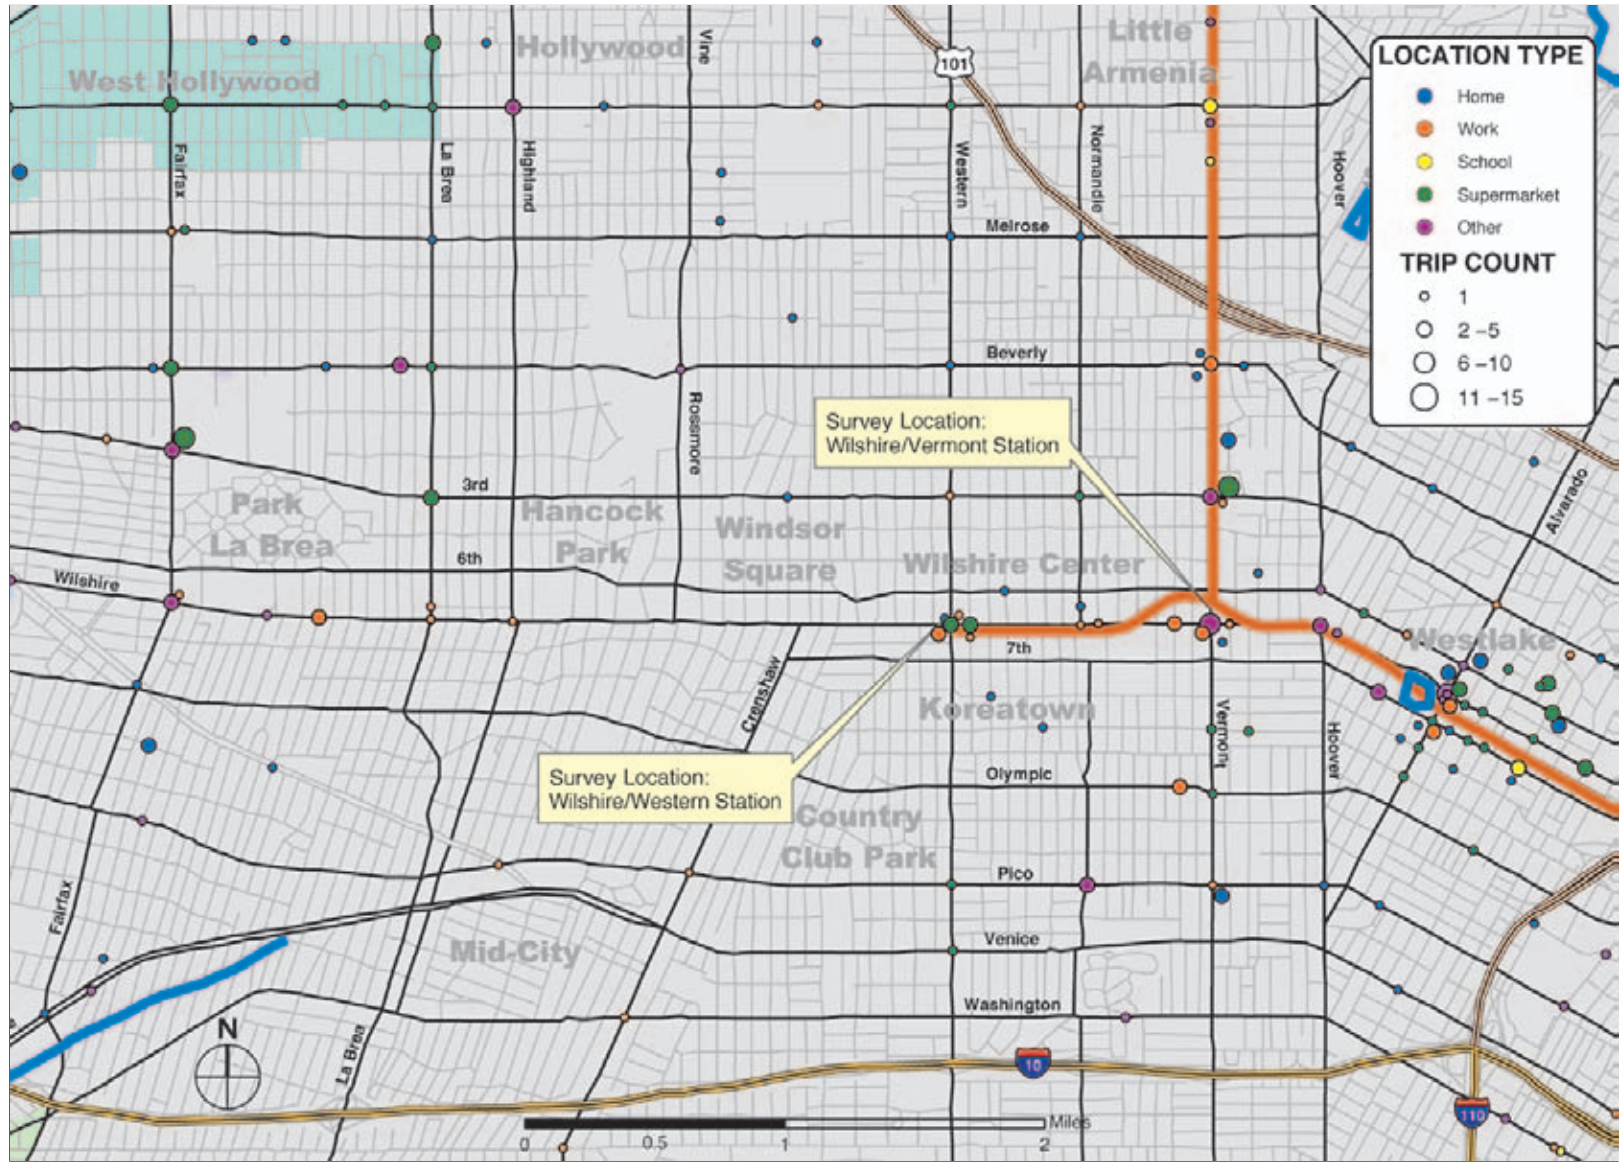 Little
Armenia
Hollywood
West Hollywood
Vine
101
LOCATION TYPE
Home
Work
School
Supermarket
Other
TRIP COUNT
1
2 –5
6 –10
11 –15
Fairfax
La Brea
Highland
Western
Normandie
Hoover
Melrose
Beverly
Rossmore
Survey Location:
Wilshire/Vermont Station
3rd
Park
La Brea
Hancock
Park
Windsor
Square
Wilshire Center
Alvarado
6th
Wilshire
7th
Westlake
Crenshaw
Koreatown
Vermont
Hoover
Survey Location:
Wilshire/Western Station
Olympic
Country
Club Park
Pico
Fairfax
Mid-City
Venice
Washington
N
La Brea
10
110
Miles
0
0.5
1
2